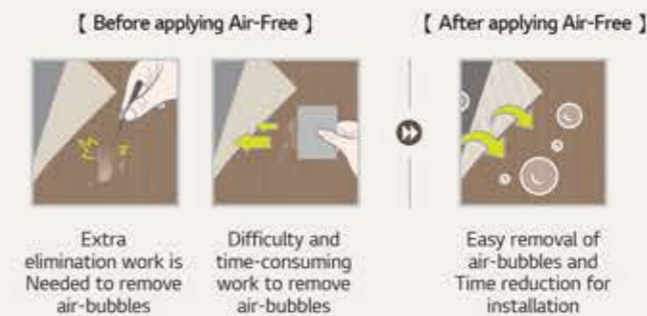 【 Before applying Air-Free 】
【 After applying Air-Free 】
Extra
elimination work is
Needed to remove
air-bubbles
Difficulty and
time-consuming
work to remove
air-bubbles
Easy removal of
air-bubbles and
Time reduction for
installation